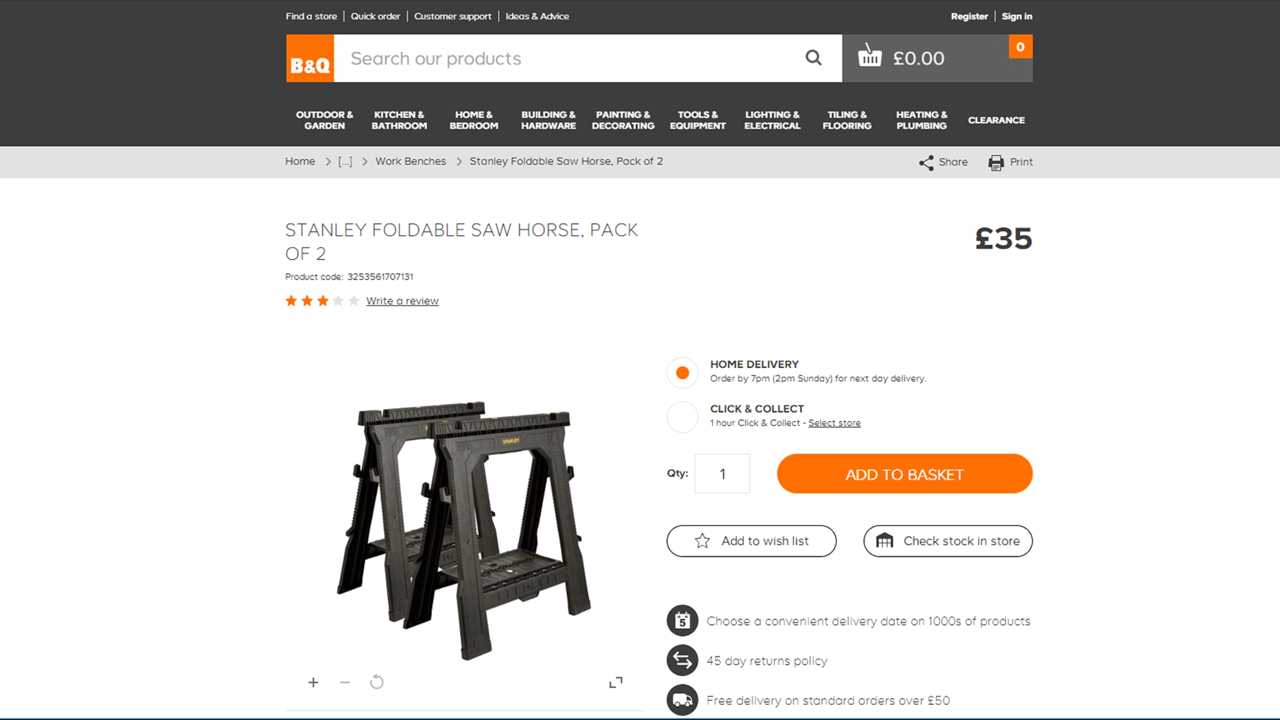 Find a store
Quick order
Customer support
Ideas & Advice
Register
Sign in
B&Q
Search our products
£0.00
0
OUTDOOR &
GARDEN
KITCHEN &
BATHROOM
HOME &
BEDROOM
BUILDING &
HARDWARE
PAINTING &
DECORATING
TOOLS &
EQUIPMENT
LIGHTING &
ELECTRICAL
TILING &
FLOORING
HEATING &
PLUMBING
CLEARANCE
Home > [...] > Work Benches > Stanley Foldable Saw Horse, Pack of 2
Share
Print
STANLEY FOLDABLE SAW HORSE, PACK
OF 2
£35
Product code: 3253561707131
Write a review
HOME DELIVERY
Order by 7pm (2pm Sunday) for next day delivery.
CLICK & COLLECT
1 hour Click & Collect - Select store
Qty: 1
ADD TO BASKET
Add to wish list
Check stock in store
STANLEY
5
Choose a convenient delivery date on 1000s of products
45 day returns policy
Free delivery on standard orders over £50